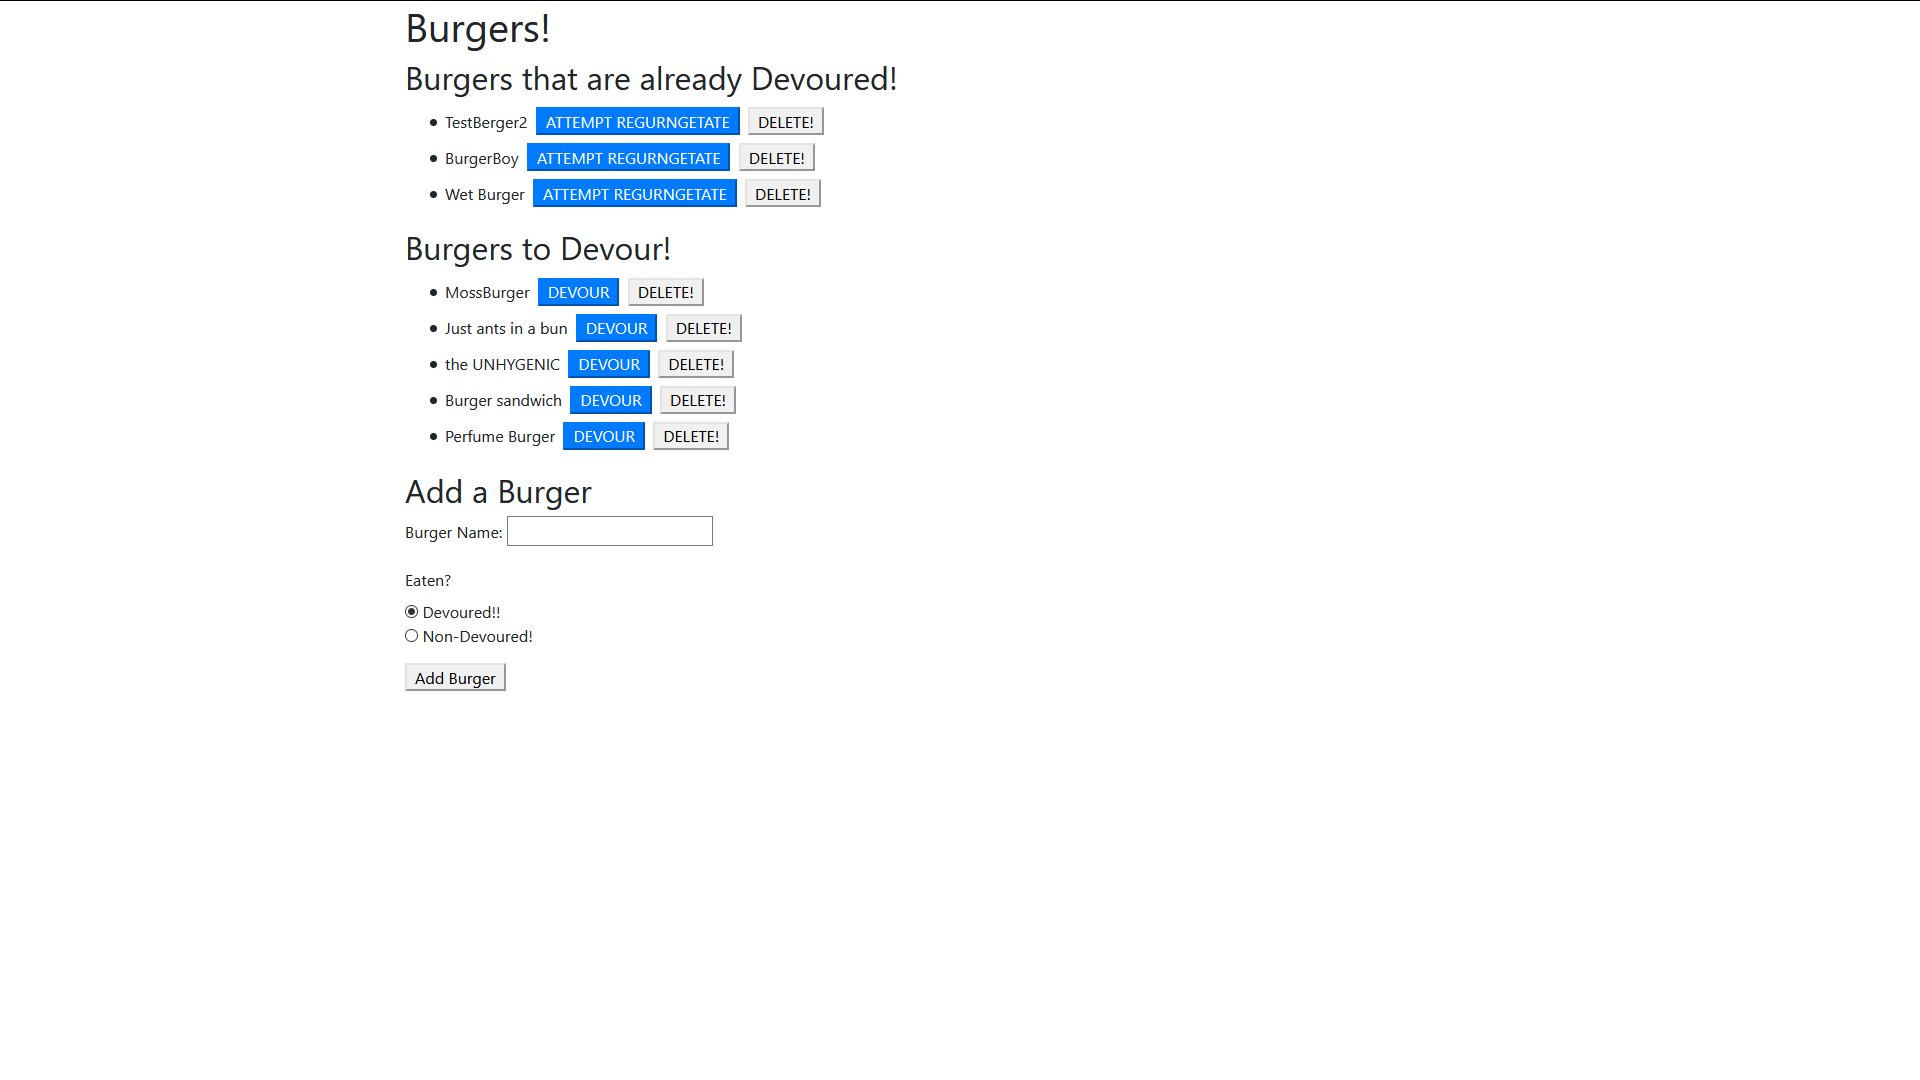 Burgers!
Burgers that are already Devoured!
TestBerger2 ATTEMPT REGURNGETATE DELETE!
BurgerBoy ATTEMPT REGURNGETATE DELETE!
Wet Burger ATTEMPT REGURNGETATE DELETE!
Burgers to Devour!
MossBurger DEVOUR DELETE!
Just ants in a bun DEVOUR DELETE!
the UNHYGENIC DEVOUR DELETE!
Burger sandwich DEVOUR DELETE!
Perfume Burger DEVOUR DELETE!
Add a Burger
Burger Name:
Eaten?
Devoured!!
Non-Devoured!
Add Burger